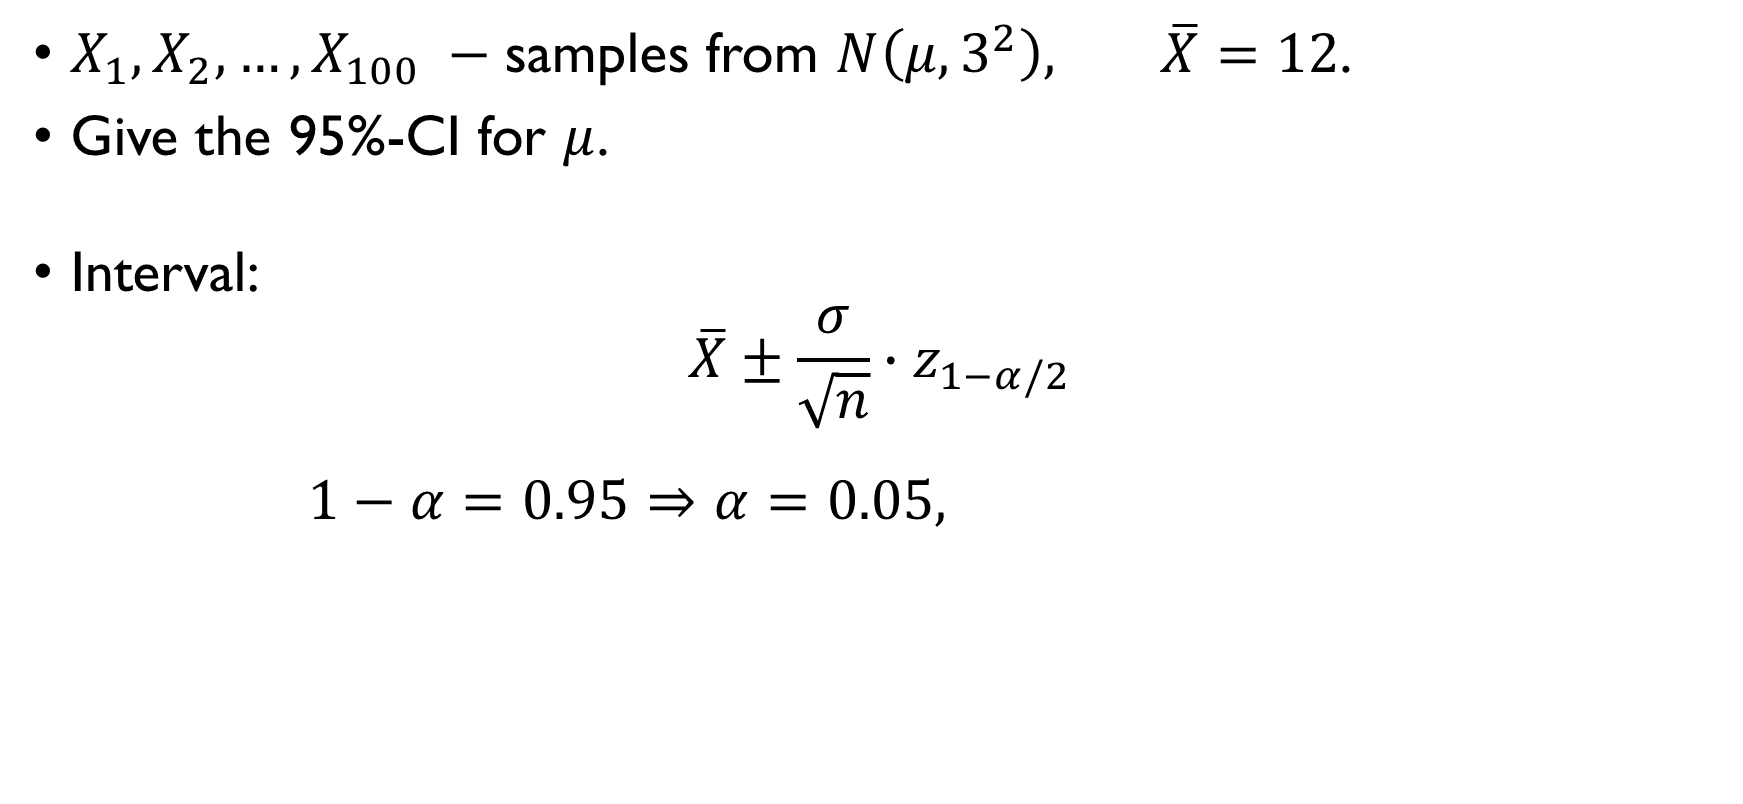 • X₁, X₂, … , X₁₀₀ − samples from N(μ, 3²), X̄ = 12.
• Give the 95%-CI for μ.
• Interval:
X̄ ± σ/√n · z₁₋α/₂
1 − α = 0.95 ⇒ α = 0.05,